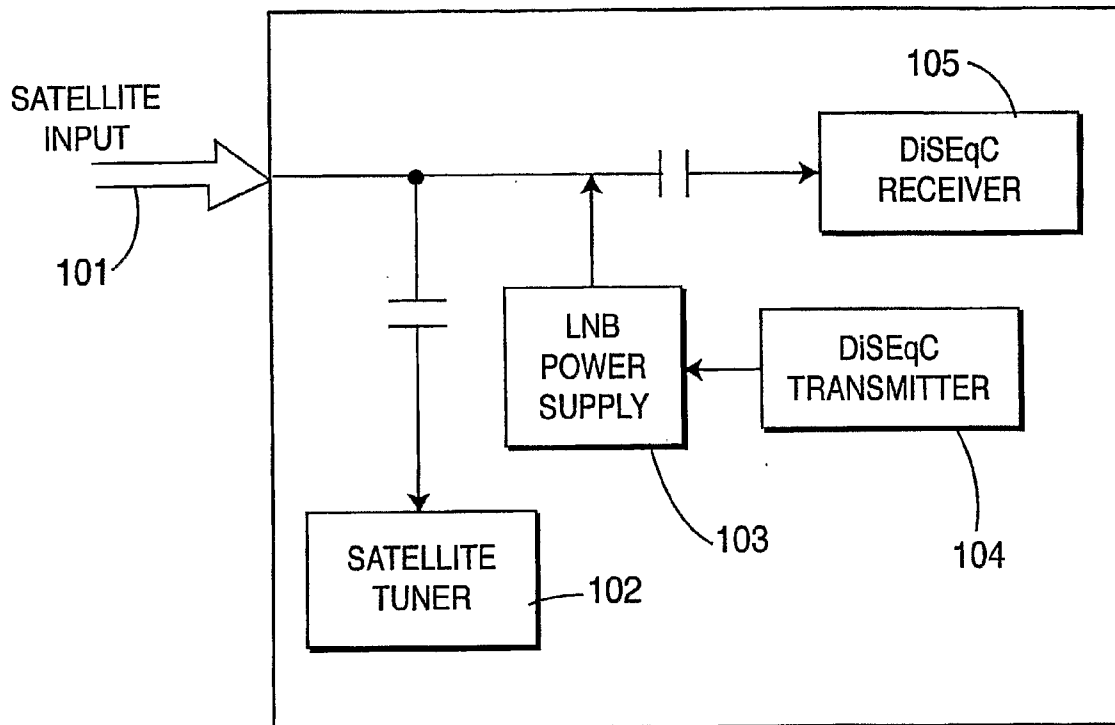 SATELLITE
INPUT
101
105
DiSEqC
RECEIVER
LNB
POWER
SUPPLY
DiSEqC
TRANSMITTER
103
104
SATELLITE
TUNER
102